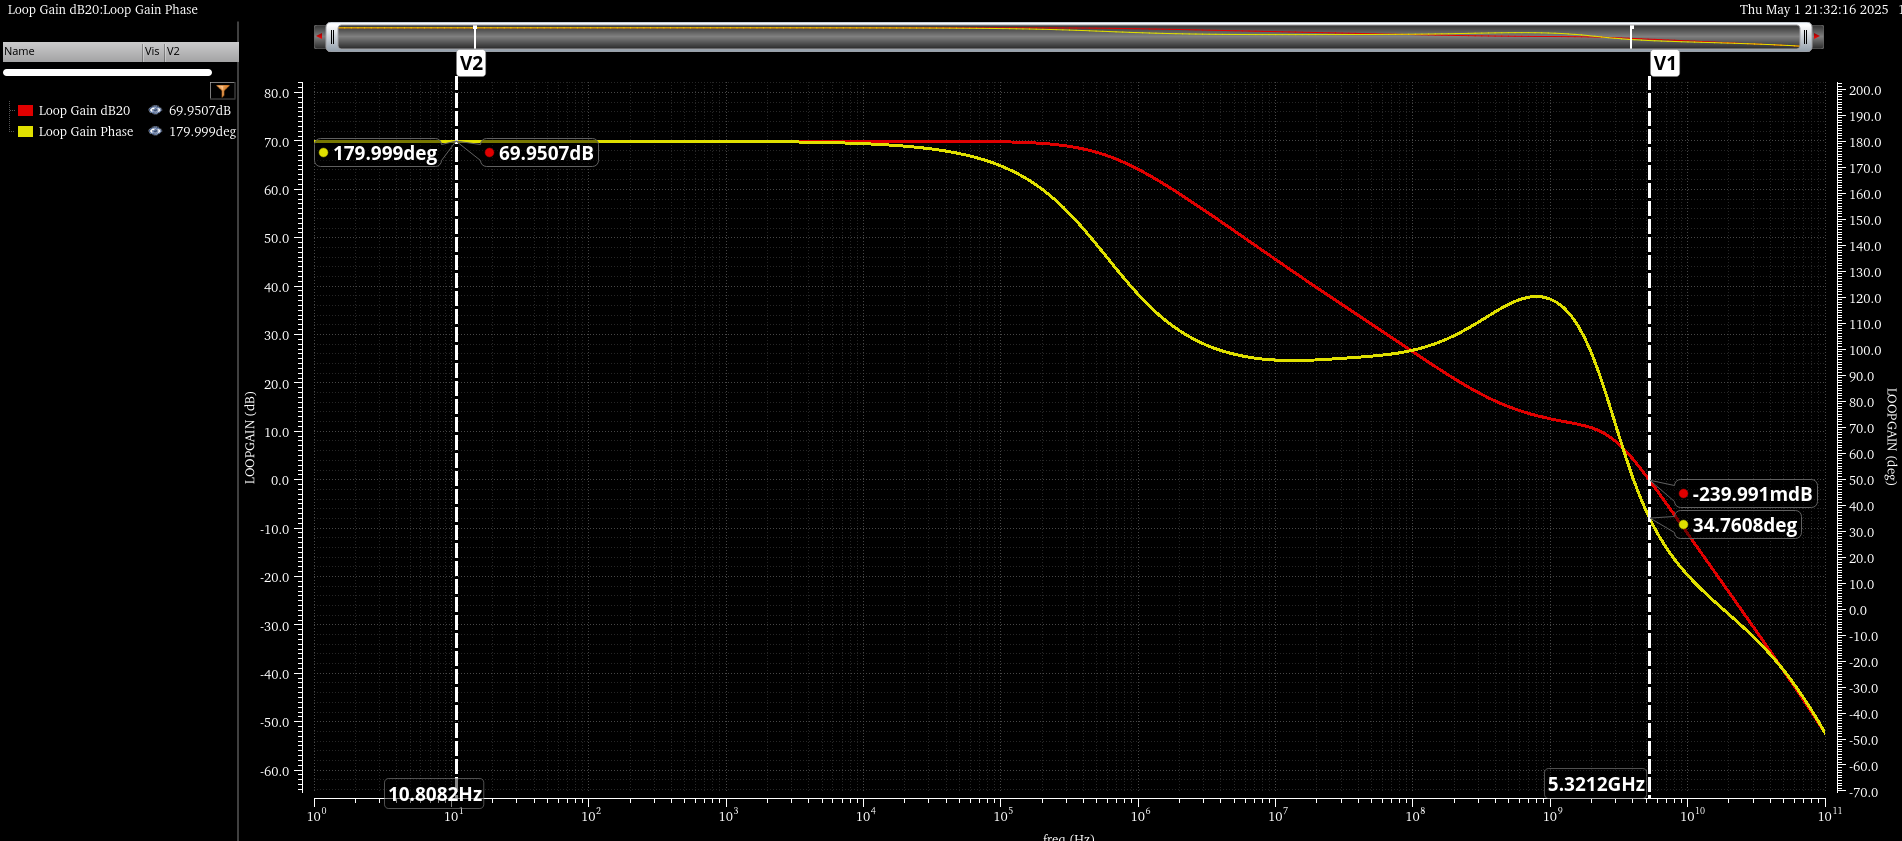 Loop Gain dB20:Loop Gain Phase
Thu May 1 21:32:16 2025 1
Name Vis V2
Loop Gain dB20 69.9507dB
Loop Gain Phase 179.999deg
V2
V1
80.0
70.0
60.0
50.0
40.0
30.0
20.0
10.0
0.0
-10.0
-20.0
-30.0
-40.0
-50.0
-60.0
LOOPGAIN (dB)
179.999deg
69.9507dB
-239.991mdB
34.7608deg
10.8082Hz
5.3212GHz
200.0
190.0
180.0
170.0
160.0
150.0
140.0
130.0
120.0
110.0
100.0
90.0
80.0
70.0
60.0
50.0
40.0
30.0
20.0
10.0
0.0
-10.0
-20.0
-30.0
-40.0
-50.0
-60.0
-70.0
LOOPGAIN (deg)
10⁰ 10¹ 10² 10³ 10⁴ 10⁵ 10⁶ 10⁷ 10⁸ 10⁹ 10¹⁰ 10¹¹
freq (Hz)